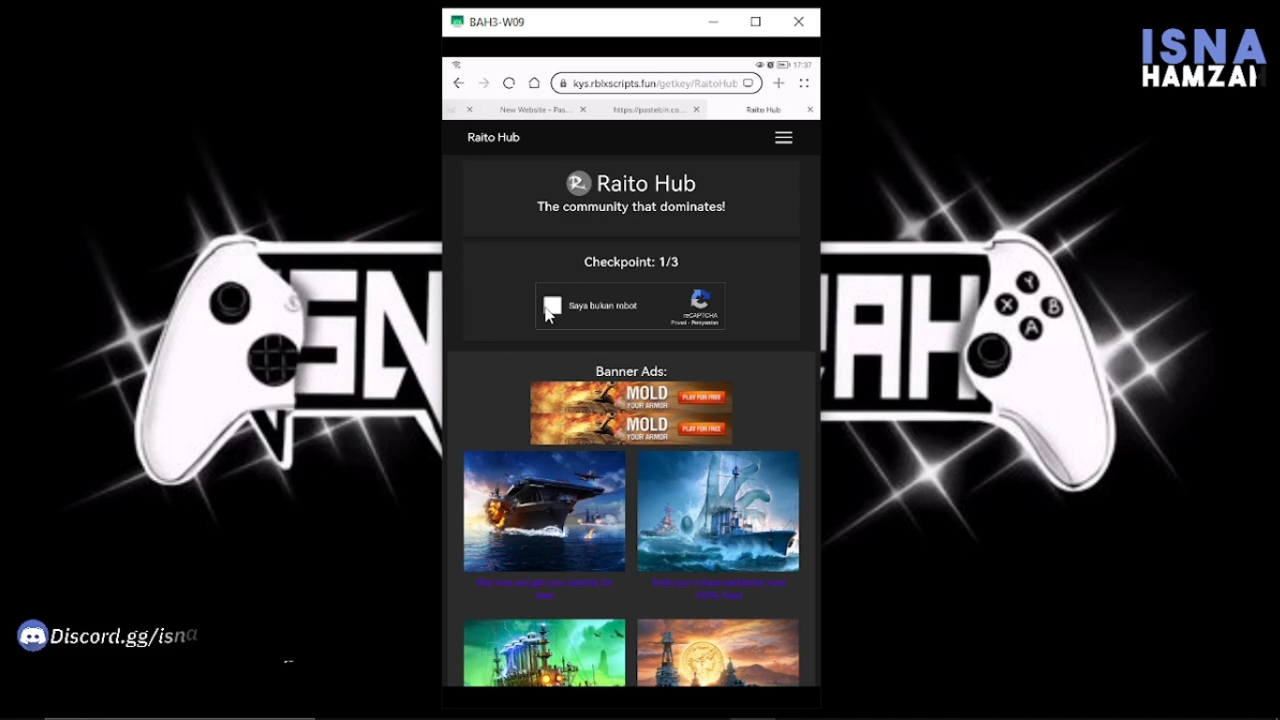 BAH3-W09
17:37
kys.rblxscripts.fun/getkey/RaitoHub
New Website - Pas...
https://pastebin.co...
Raito Hub
Raito Hub
Raito Hub
The community that dominates!
Checkpoint: 1/3
Saya bukan robot
reCAPTCHA
Banner Ads:
MOLD
YOUR ARMOR
PLAY FOR FREE
MOLD
YOUR ARMOR
PLAY FOR FREE
ISNA
HAMZAH
Discord.gg/isna
X
Y
B
A